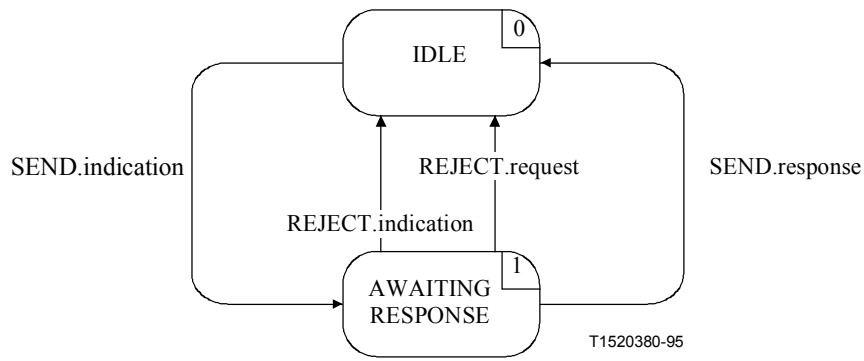 0
IDLE
SEND.indication
REJECT.request
SEND.response
REJECT.indication
1
AWAITING
RESPONSE
T1520380-95